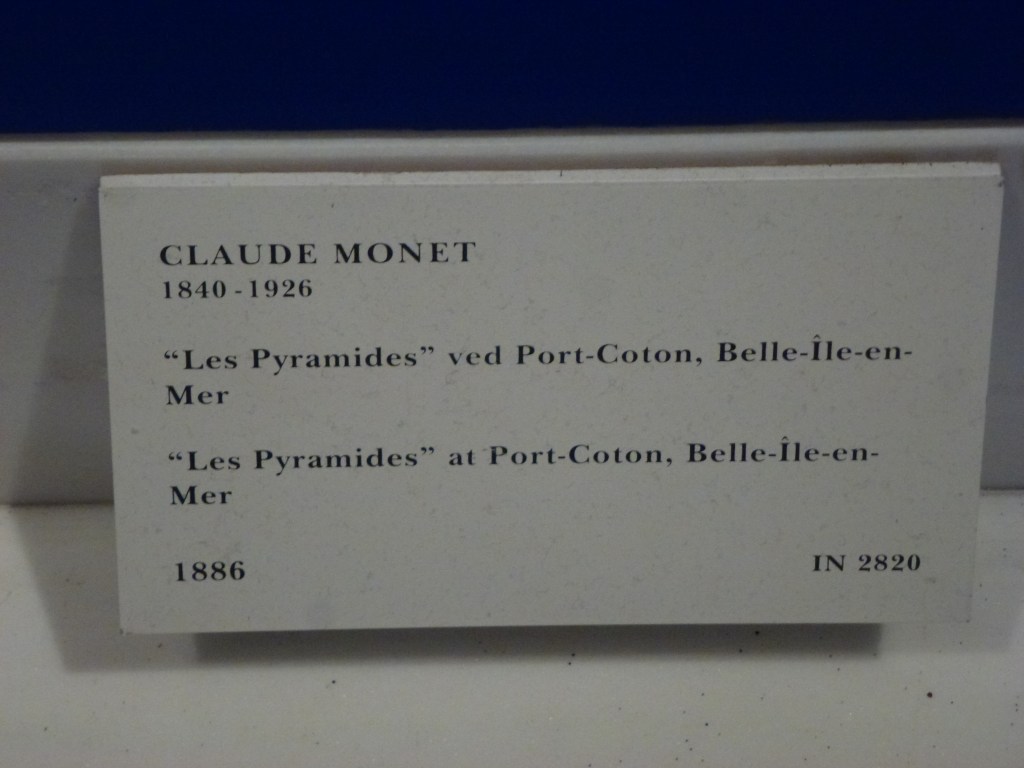 CLAUDE MONET
1840 - 1926
“Les Pyramides” ved Port-Coton, Belle-Île-en-
Mer
“Les Pyramides” at Port-Coton, Belle-Île-en-
Mer
1886 IN 2820